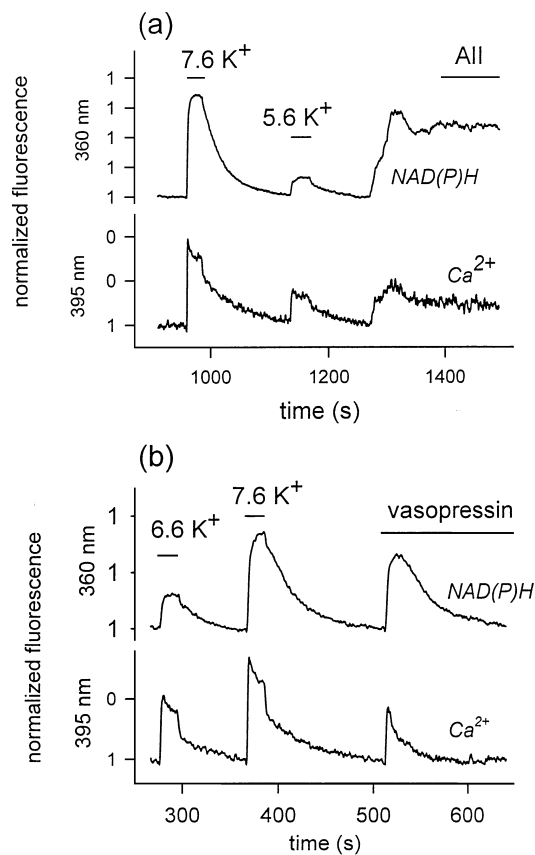 (a)
7.6 K+
AII
5.6 K+
normalized fluorescence
360 nm
1
1
1
1
1
NAD(P)H
395 nm
0
0
1
Ca2+
1000 1200 1400
time (s)
(b)
7.6 K+
6.6 K+
vasopressin
normalized fluorescence
360 nm
1
1
1
NAD(P)H
395 nm
0
1
Ca2+
300 400 500 600
time (s)